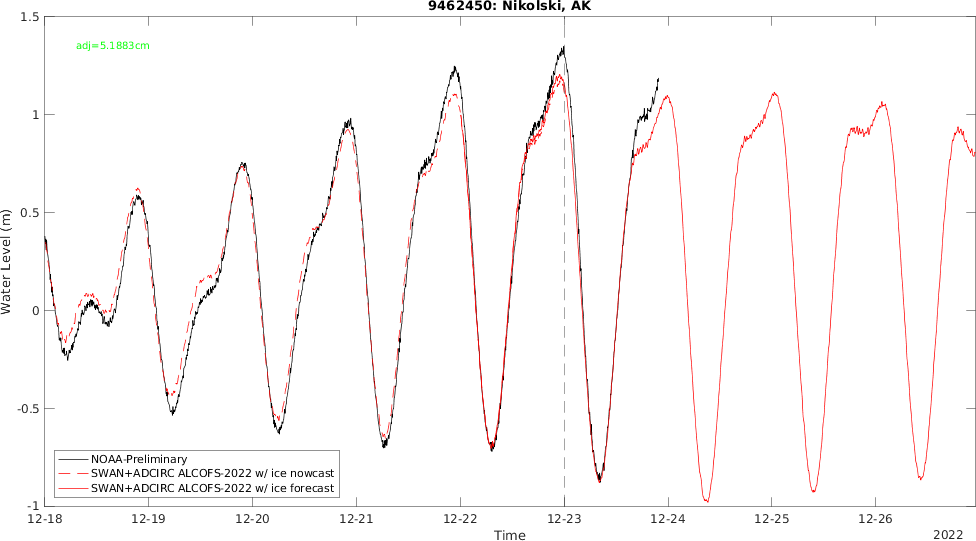 9462450: Nikolski, AK
adj=5.1883cm
Water Level (m)
1.5
1
0.5
0
-0.5
-1
NOAA-Preliminary
SWAN+ADCIRC ALCOFS-2022 w/ ice nowcast
SWAN+ADCIRC ALCOFS-2022 w/ ice forecast
12-18 12-19 12-20 12-21 12-22 12-23 12-24 12-25 12-26
Time
2022